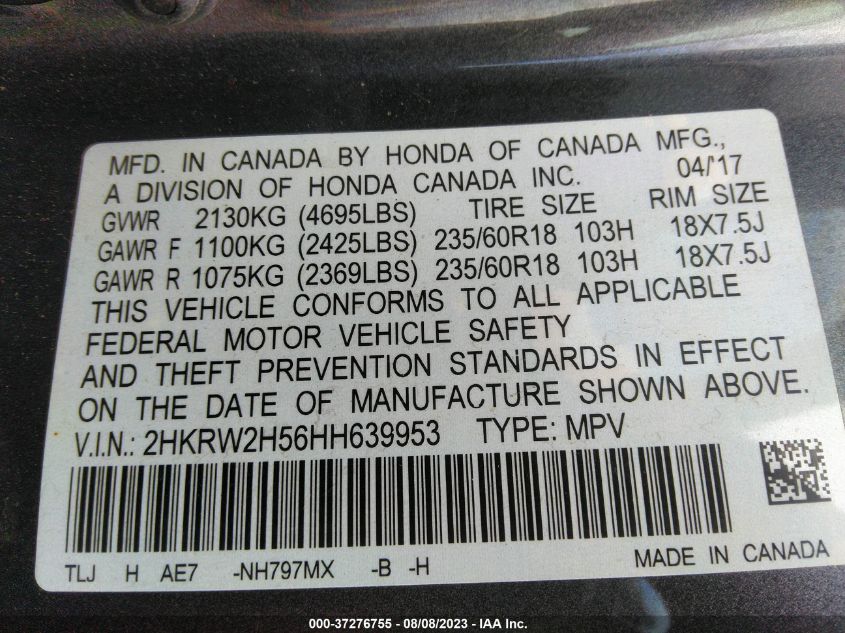 MFD. IN CANADA BY HONDA OF CANADA MFG.,
A DIVISION OF HONDA CANADA INC. 04/'17
GVWR 2130KG (4695LBS) TIRE SIZE RIM SIZE
GAWR F 1100KG (2425LBS) 235/60R18 103H 18X7.5J
GAWR R 1075KG (2369LBS) 235/60R18 103H 18X7.5J
THIS VEHICLE CONFORMS TO ALL APPLICABLE
FEDERAL MOTOR VEHICLE SAFETY
AND THEFT PREVENTION STANDARDS IN EFFECT
ON THE DATE OF MANUFACTURE SHOWN ABOVE.
V.I.N.: 2HKRW2H56HH639953 TYPE: MPV
TLJ H AE7 -NH797MX -B -H MADE IN CANADA
000-37276755 - 08/08/2023 - IAA Inc.